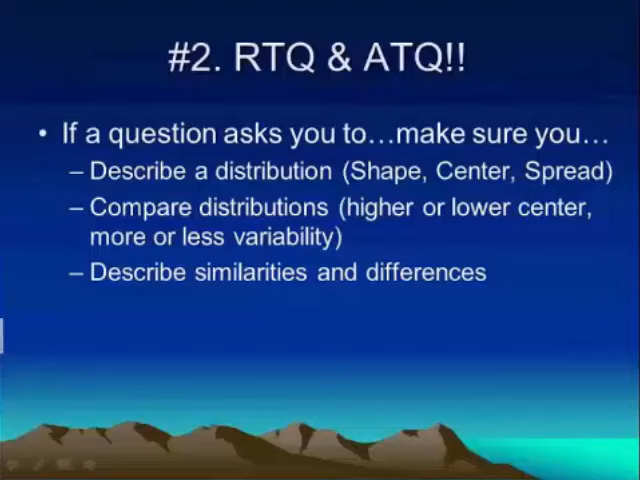 #2. RTQ & ATQ!!
• If a question asks you to…make sure you…
– Describe a distribution (Shape, Center, Spread)
– Compare distributions (higher or lower center,
more or less variability)
– Describe similarities and differences